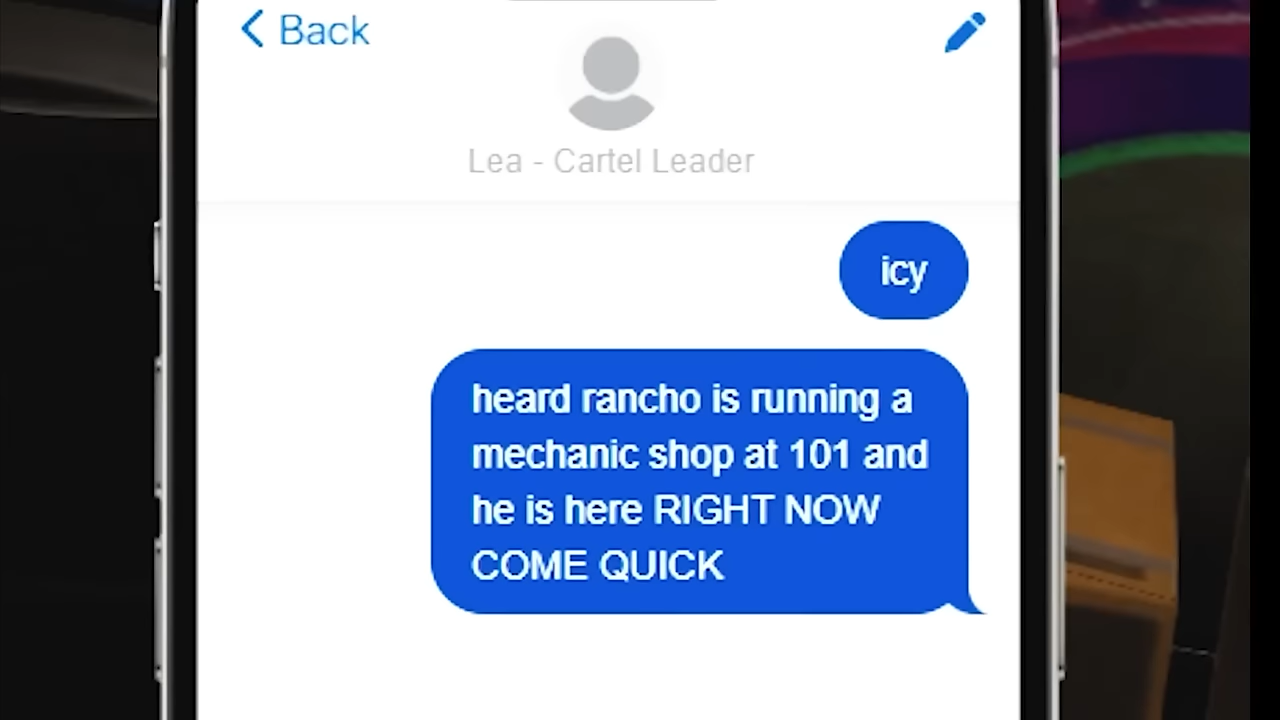 Back
Lea - Cartel Leader
icy
heard rancho is running a
mechanic shop at 101 and
he is here RIGHT NOW
COME QUICK